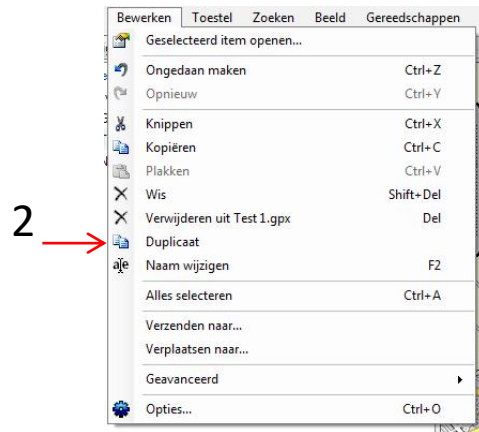 Bewerken Toestel Zoeken Beeld Gereedschappen
Geselecteerd item openen...
Ongedaan maken Ctrl+Z
Opnieuw Ctrl+Y
Knippen Ctrl+X
Kopiëren Ctrl+C
Plakken Ctrl+V
Wis Shift+Del
Verwijderen uit Test1.gpx Del
2
Duplicaat
Naam wijzigen F2
Alles selecteren Ctrl+A
Verzenden naar...
Verplaatsen naar...
Geavanceerd
Opties... Ctrl+O